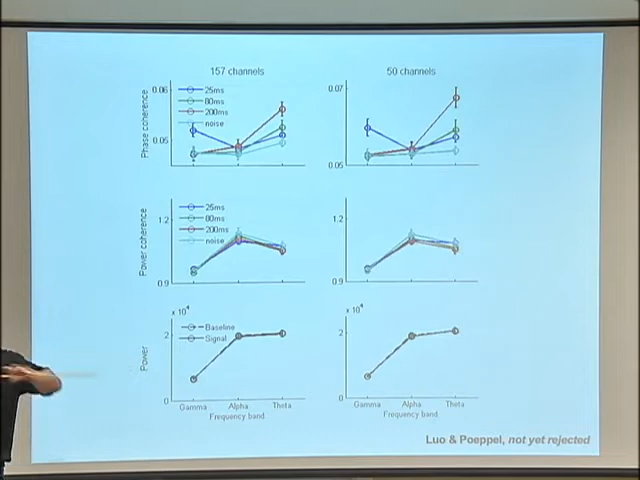 157 channels
50 channels
Phase coherence
0.06
0.05
25ms
80ms
200ms
noise
0.07
0.05
Power coherence
1.2
0.9
25ms
80ms
200ms
noise
1.2
0.9
Power
x 10⁴
2
0
Baseline
Signal
x 10⁴
2
0
Gamma Alpha Theta
Frequency band
Gamma Alpha Theta
Frequency band
Luo & Poeppel, not yet rejected